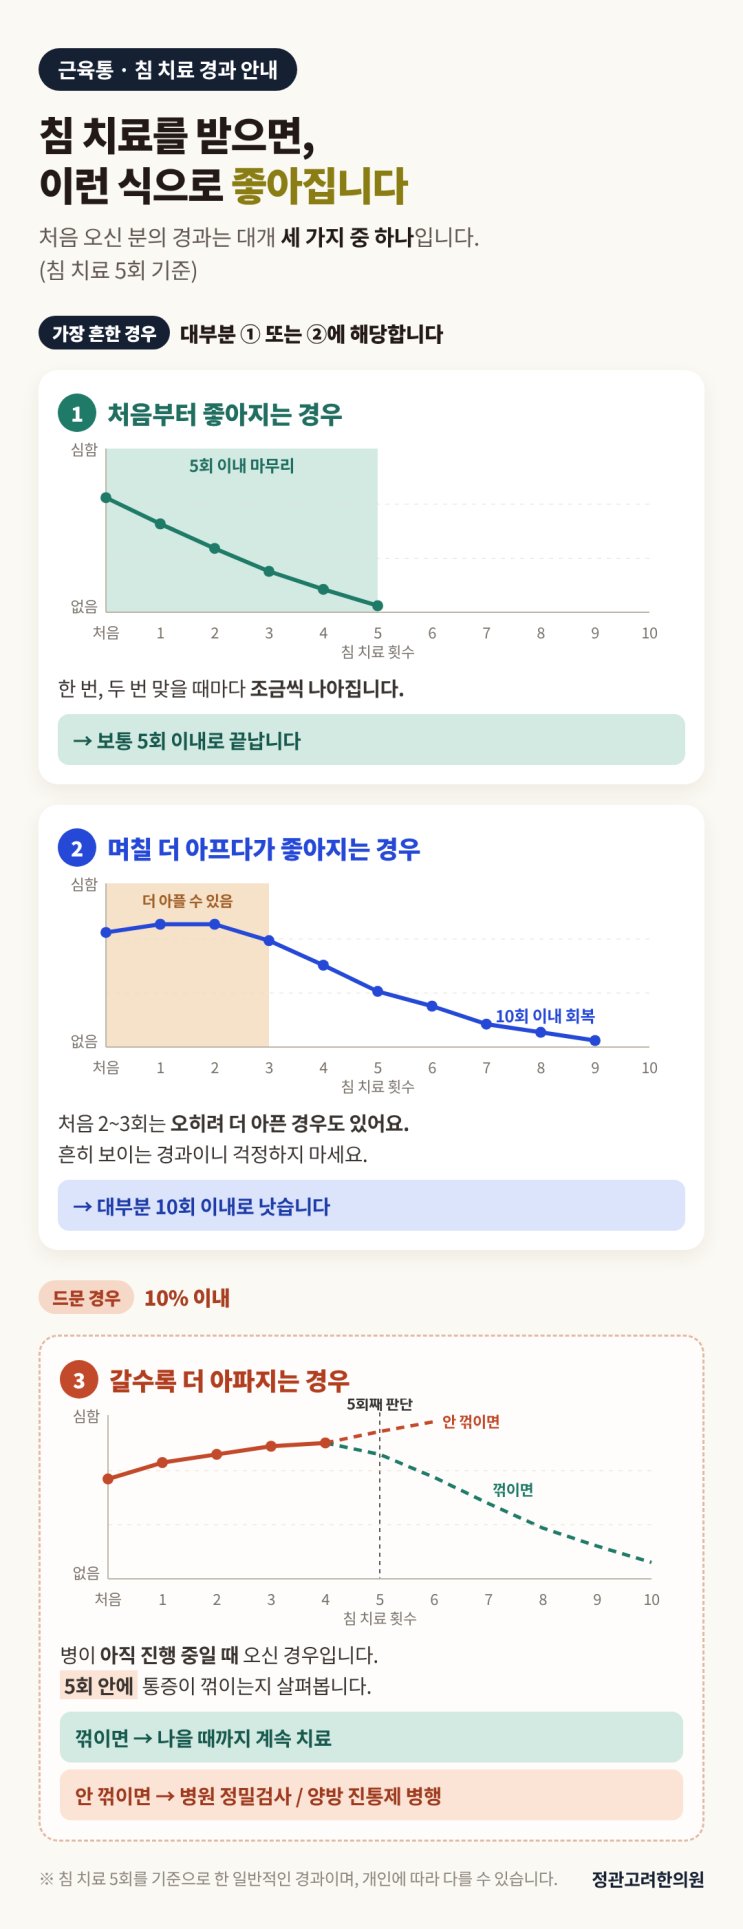 근육통 · 침 치료 경과 안내
침 치료를 받으면,
이런 식으로 좋아집니다
처음 오신 분의 경과는 대개 세 가지 중 하나입니다.
(침 치료 5회 기준)
가장 흔한 경우 대부분 ① 또는 ②에 해당합니다
1 처음부터 좋아지는 경우
심함
5회 이내 마무리
없음
처음 1 2 3 4 5 6 7 8 9 10
침 치료 횟수
한 번, 두 번 맞을 때마다 조금씩 나아집니다.
→ 보통 5회 이내로 끝납니다
2 며칠 더 아프다가 좋아지는 경우
심함
더 아플 수 있음
10회 이내 회복
없음
처음 1 2 3 4 5 6 7 8 9 10
침 치료 횟수
처음 2~3회는 오히려 더 아픈 경우도 있어요.
흔히 보이는 경과이니 걱정하지 마세요.
→ 대부분 10회 이내로 낫습니다
드문 경우 10% 이내
3 갈수록 더 아파지는 경우
5회째 판단
심함
안 꺾이면
꺾이면
없음
처음 1 2 3 4 5 6 7 8 9 10
침 치료 횟수
병이 아직 진행 중일 때 오신 경우입니다.
5회 안에 통증이 꺾이는지 살펴봅니다.
꺾이면 → 나을 때까지 계속 치료
안 꺾이면 → 병원 정밀검사 / 양방 진통제 병행
※ 침 치료 5회를 기준으로 한 일반적인 경과이며, 개인에 따라 다를 수 있습니다. 정관고려한의원